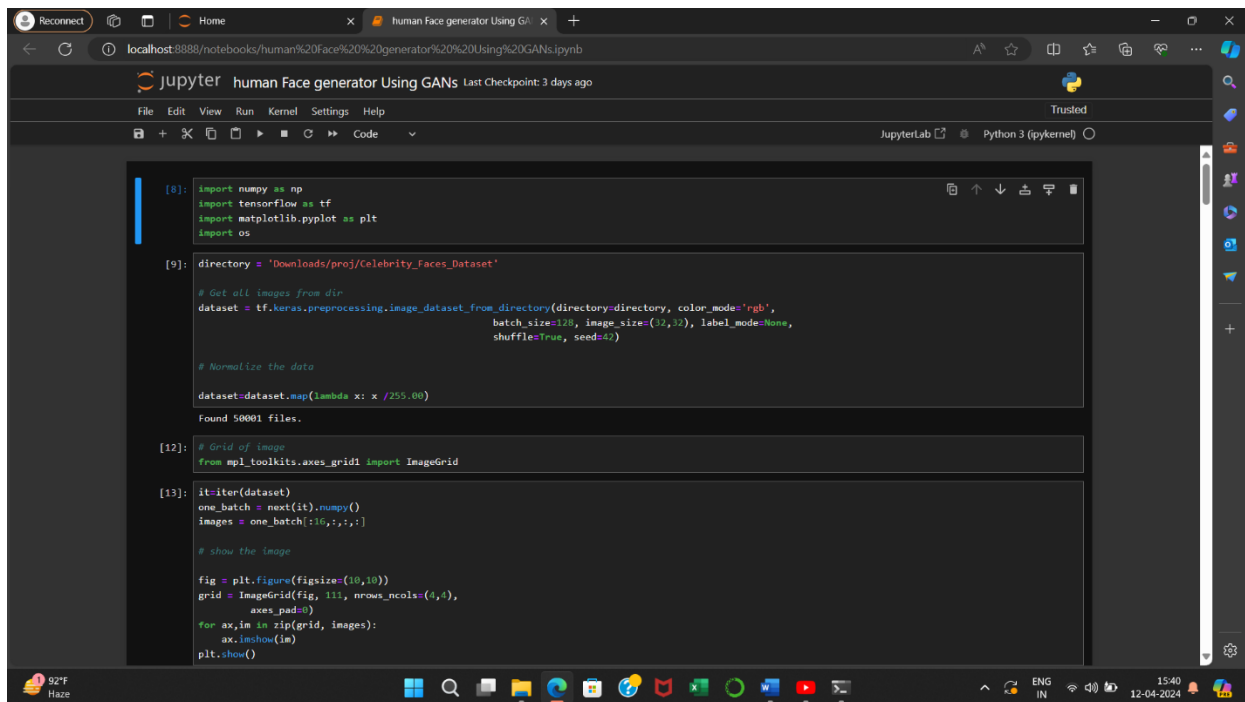 Reconnect
Home
human Face generator Using GA
localhost:8888/notebooks/human%20Face%20%20generator%20%20Using%20GANs.ipynb
jupyter human Face generator Using GANs Last Checkpoint: 3 days ago
File Edit View Run Kernel Settings Help
Trusted
Code
JupyterLab Python 3 (ipykernel)
[8]: import numpy as np
import tensorflow as tf
import matplotlib.pyplot as plt
import os
[9]: directory = 'Downloads/proj/Celebrity_Faces_Dataset'
# Get all images from dir
dataset = tf.keras.preprocessing.image_dataset_from_directory(directory=directory, color_mode='rgb',
batch_size=128, image_size=(32,32), label_mode=None,
shuffle=True, seed=42)
# Normalize the data
dataset=dataset.map(lambda x: x /255.00)
Found 50001 files.
[12]: # Grid of image
from mpl_toolkits.axes_grid1 import ImageGrid
[13]: it=iter(dataset)
one_batch = next(it).numpy()
images = one_batch[:16,:,:,:]
# show the image
fig = plt.figure(figsize=(10,10))
grid = ImageGrid(fig, 111, nrows_ncols=(4,4),
axes_pad=0)
for ax,im in zip(grid, images):
ax.imshow(im)
plt.show()
1
92°F
Haze
ENG
IN
15:40
12-04-2024